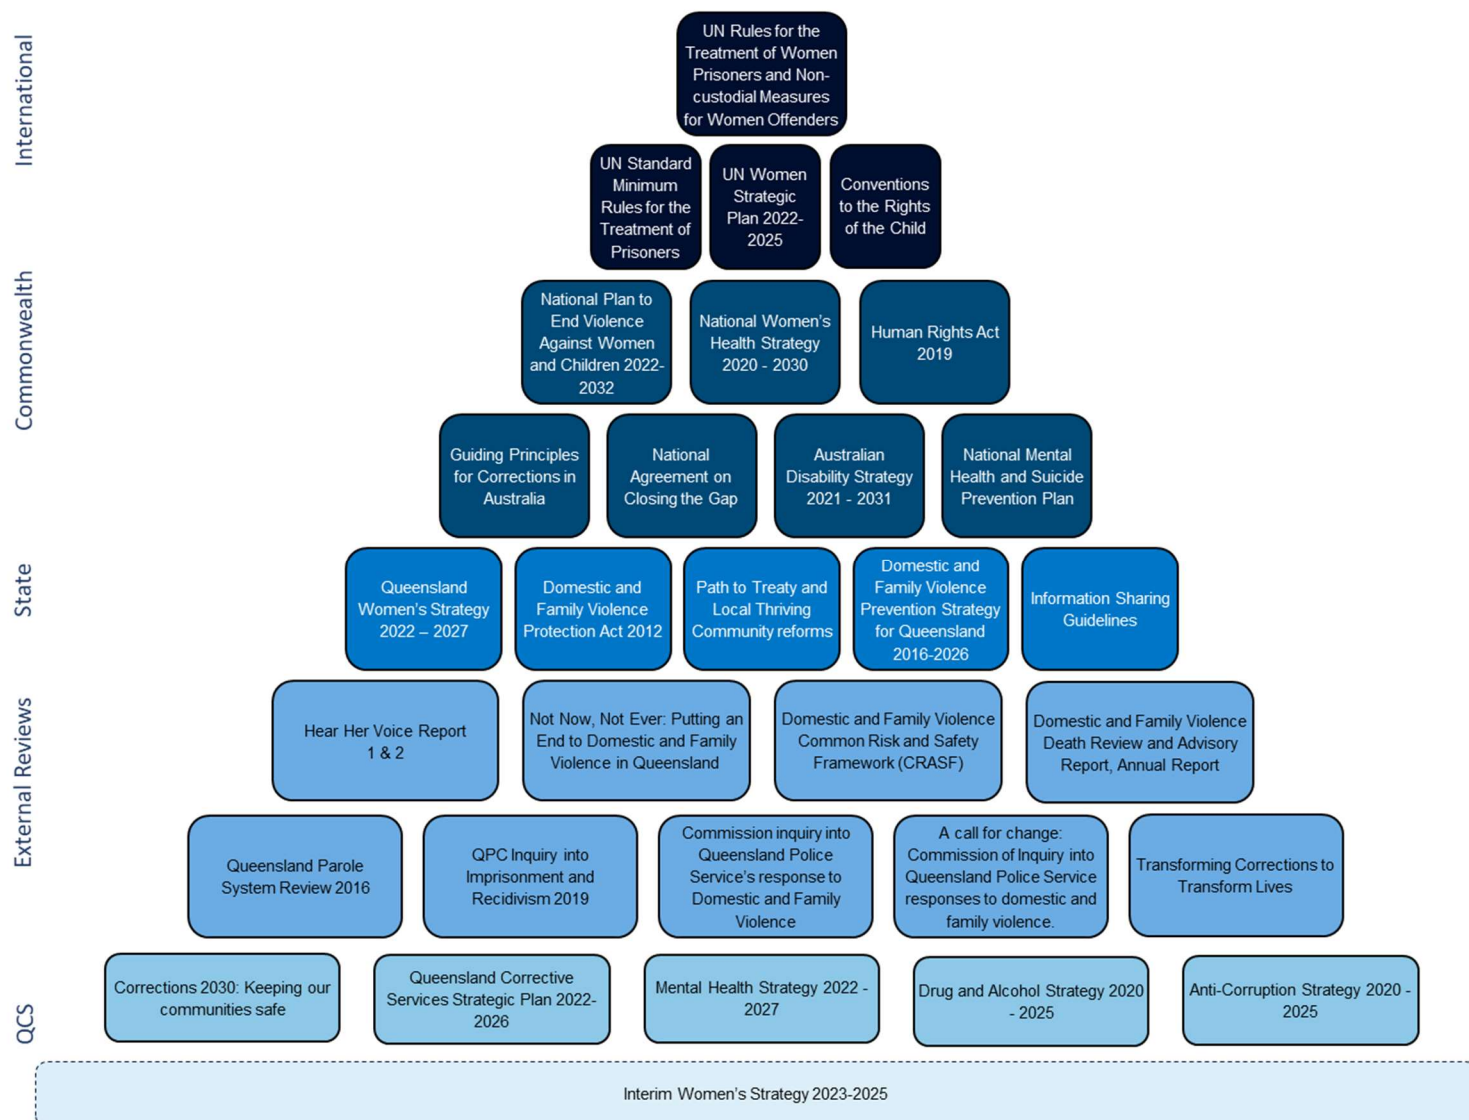 International
UN Rules for the
Treatment of Women
Prisoners and Non-
custodial Measures
for Women Offenders
UN Standard
Minimum
Rules for the
Treatment of
Prisoners
UN Women
Strategic
Plan 2022-
2025
Conventions
to the Rights
of the Child
Commonwealth
National Plan to
End Violence
Against Women
and Children 2022-
2032
National Women's
Health Strategy
2020 - 2030
Human Rights Act
2019
Guiding Principles
for Corrections in
Australia
National
Agreement on
Closing the Gap
Australian
Disability Strategy
2021 - 2031
National Mental
Health and Suicide
Prevention Plan
State
Queensland
Women's Strategy
2022 – 2027
Domestic and
Family Violence
Protection Act 2012
Path to Treaty and
Local Thriving
Community reforms
Domestic and
Family Violence
Prevention Strategy
for Queensland
2016-2026
Information Sharing
Guidelines
External Reviews
Hear Her Voice Report
1 & 2
Not Now, Not Ever: Putting an
End to Domestic and Family
Violence in Queensland
Domestic and Family Violence
Common Risk and Safety
Framework (CRASF)
Domestic and Family Violence
Death Review and Advisory
Report, Annual Report
Queensland Parole
System Review 2016
QPC Inquiry into
Imprisonment and
Recidivism 2019
Commission inquiry into
Queensland Police
Service's response to
Domestic and Family
Violence
A call for change:
Commission of Inquiry into
Queensland Police Service
responses to domestic and
family violence.
Transforming Corrections to
Transform Lives
QCS
Corrections 2030: Keeping our
communities safe
Queensland Corrective
Services Strategic Plan 2022-
2026
Mental Health Strategy 2022 -
2027
Drug and Alcohol Strategy 2020
- 2025
Anti-Corruption Strategy 2020 -
2025
Interim Women's Strategy 2023-2025